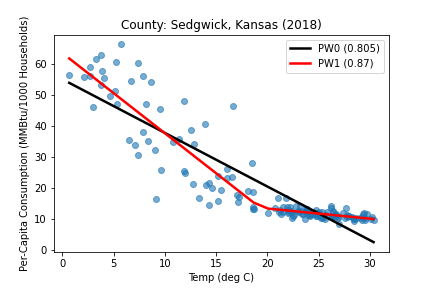 County: Sedgwick, Kansas (2018)
Per-Capita Consumption (MMBtu/1000 Households)
60
50
40
30
20
10
0
PW0 (0.805)
PW1 (0.87)
0 5 10 15 20 25 30
Temp (deg C)